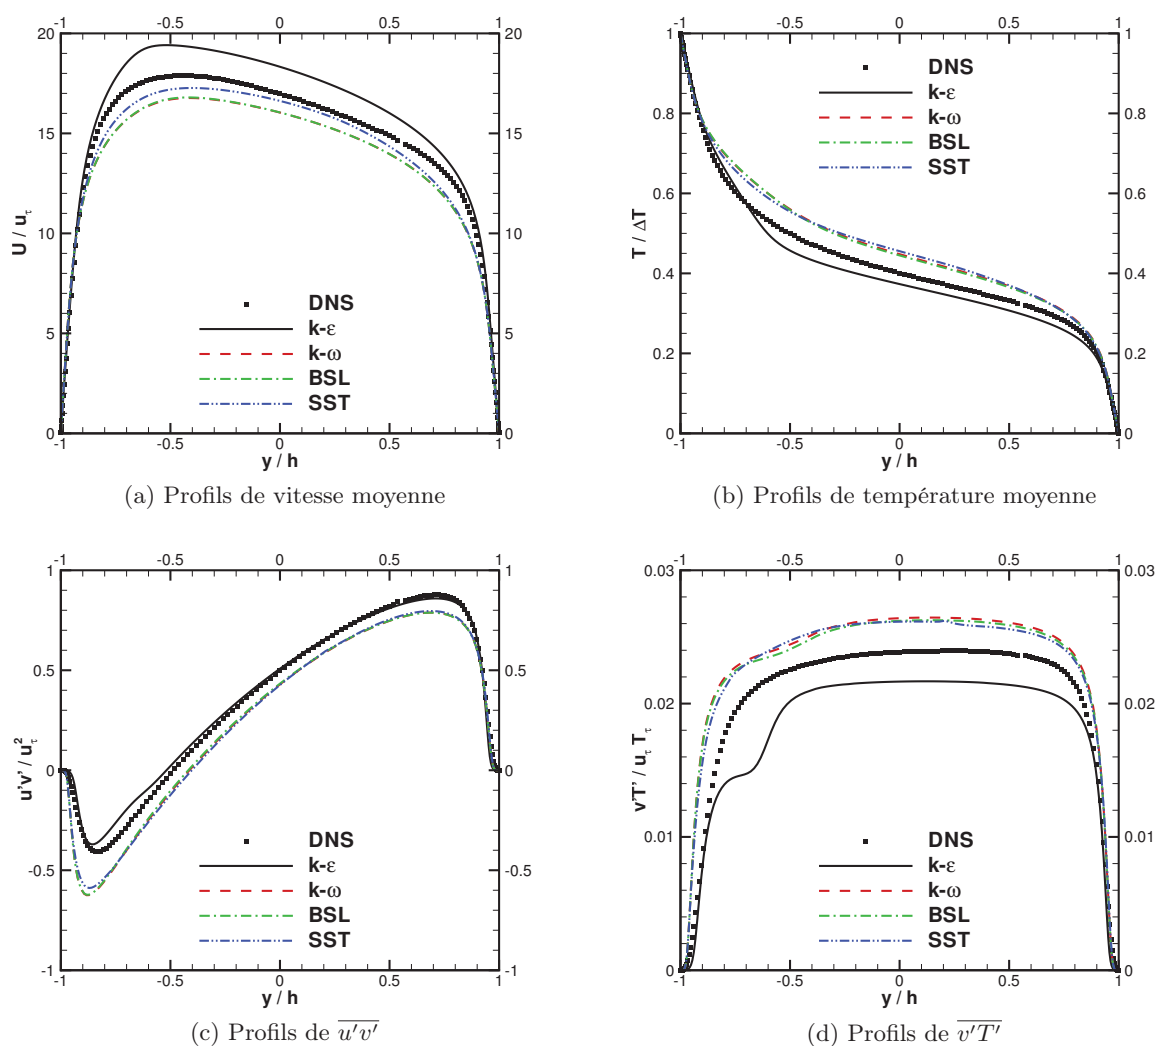 -1 -0.5 0 0.5 1
20 20
15 15
10 10
5 5
0 0
U / uτ
DNS
k-ε
k-ω
BSL
SST
-1 -0.5 0 0.5 1
y / h
(a) Profils de vitesse moyenne
-1 -0.5 0 0.5 1
1 1
0.8 0.8
0.6 0.6
0.4 0.4
0.2 0.2
0 0
T / ΔT
DNS
k-ε
k-ω
BSL
SST
-1 -0.5 0 0.5 1
y / h
(b) Profils de température moyenne
-1 -0.5 0 0.5 1
1 1
0.5 0.5
0 0
-0.5 -0.5
-1 -1
u'v' / uτ²
DNS
k-ε
k-ω
BSL
SST
-1 -0.5 0 0.5 1
y / h
(c) Profils de u'v'
-1 -0.5 0 0.5 1
0.03 0.03
0.02 0.02
0.01 0.01
0 0
v'T' / uτ Tτ
DNS
k-ε
k-ω
BSL
SST
-1 -0.5 0 0.5 1
y / h
(d) Profils de v'T'